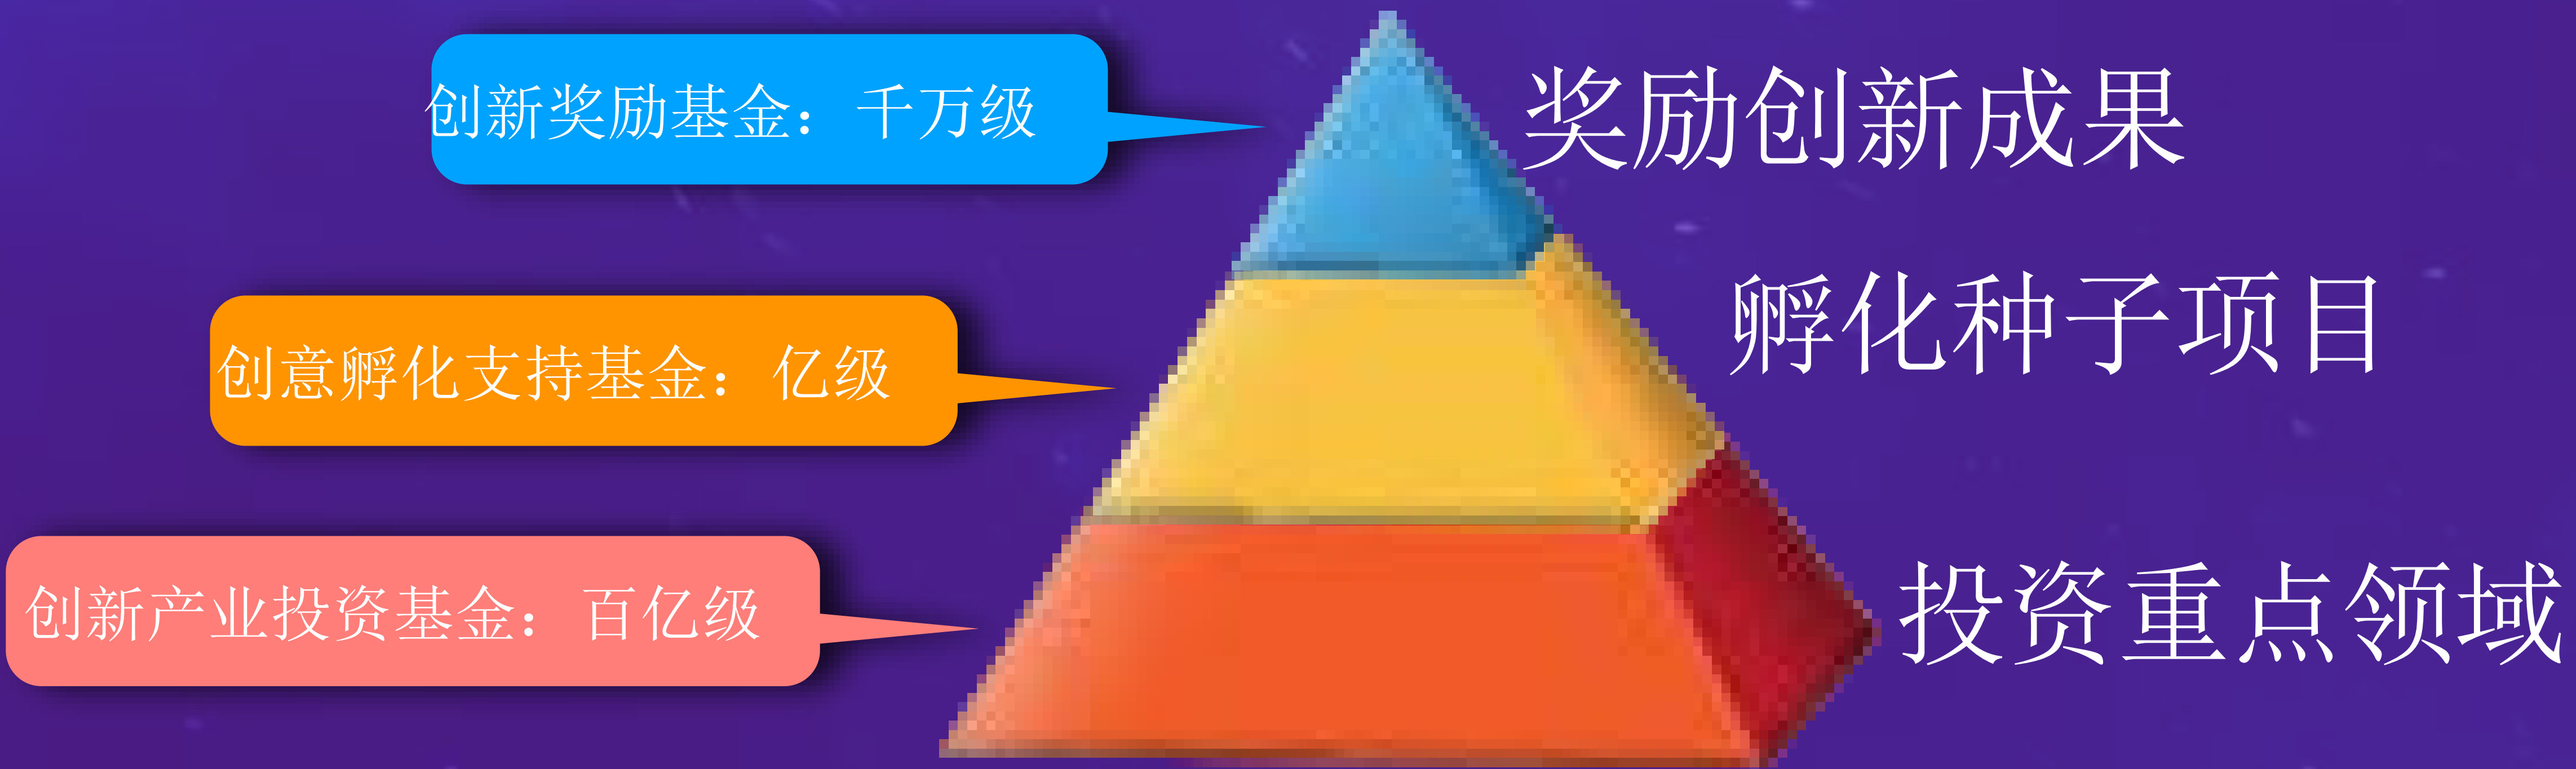 创新奖励基金：千万级
奖励创新成果
创意孵化支持基金：亿级
孵化种子项目
创新产业投资基金：百亿级
投资重点领域